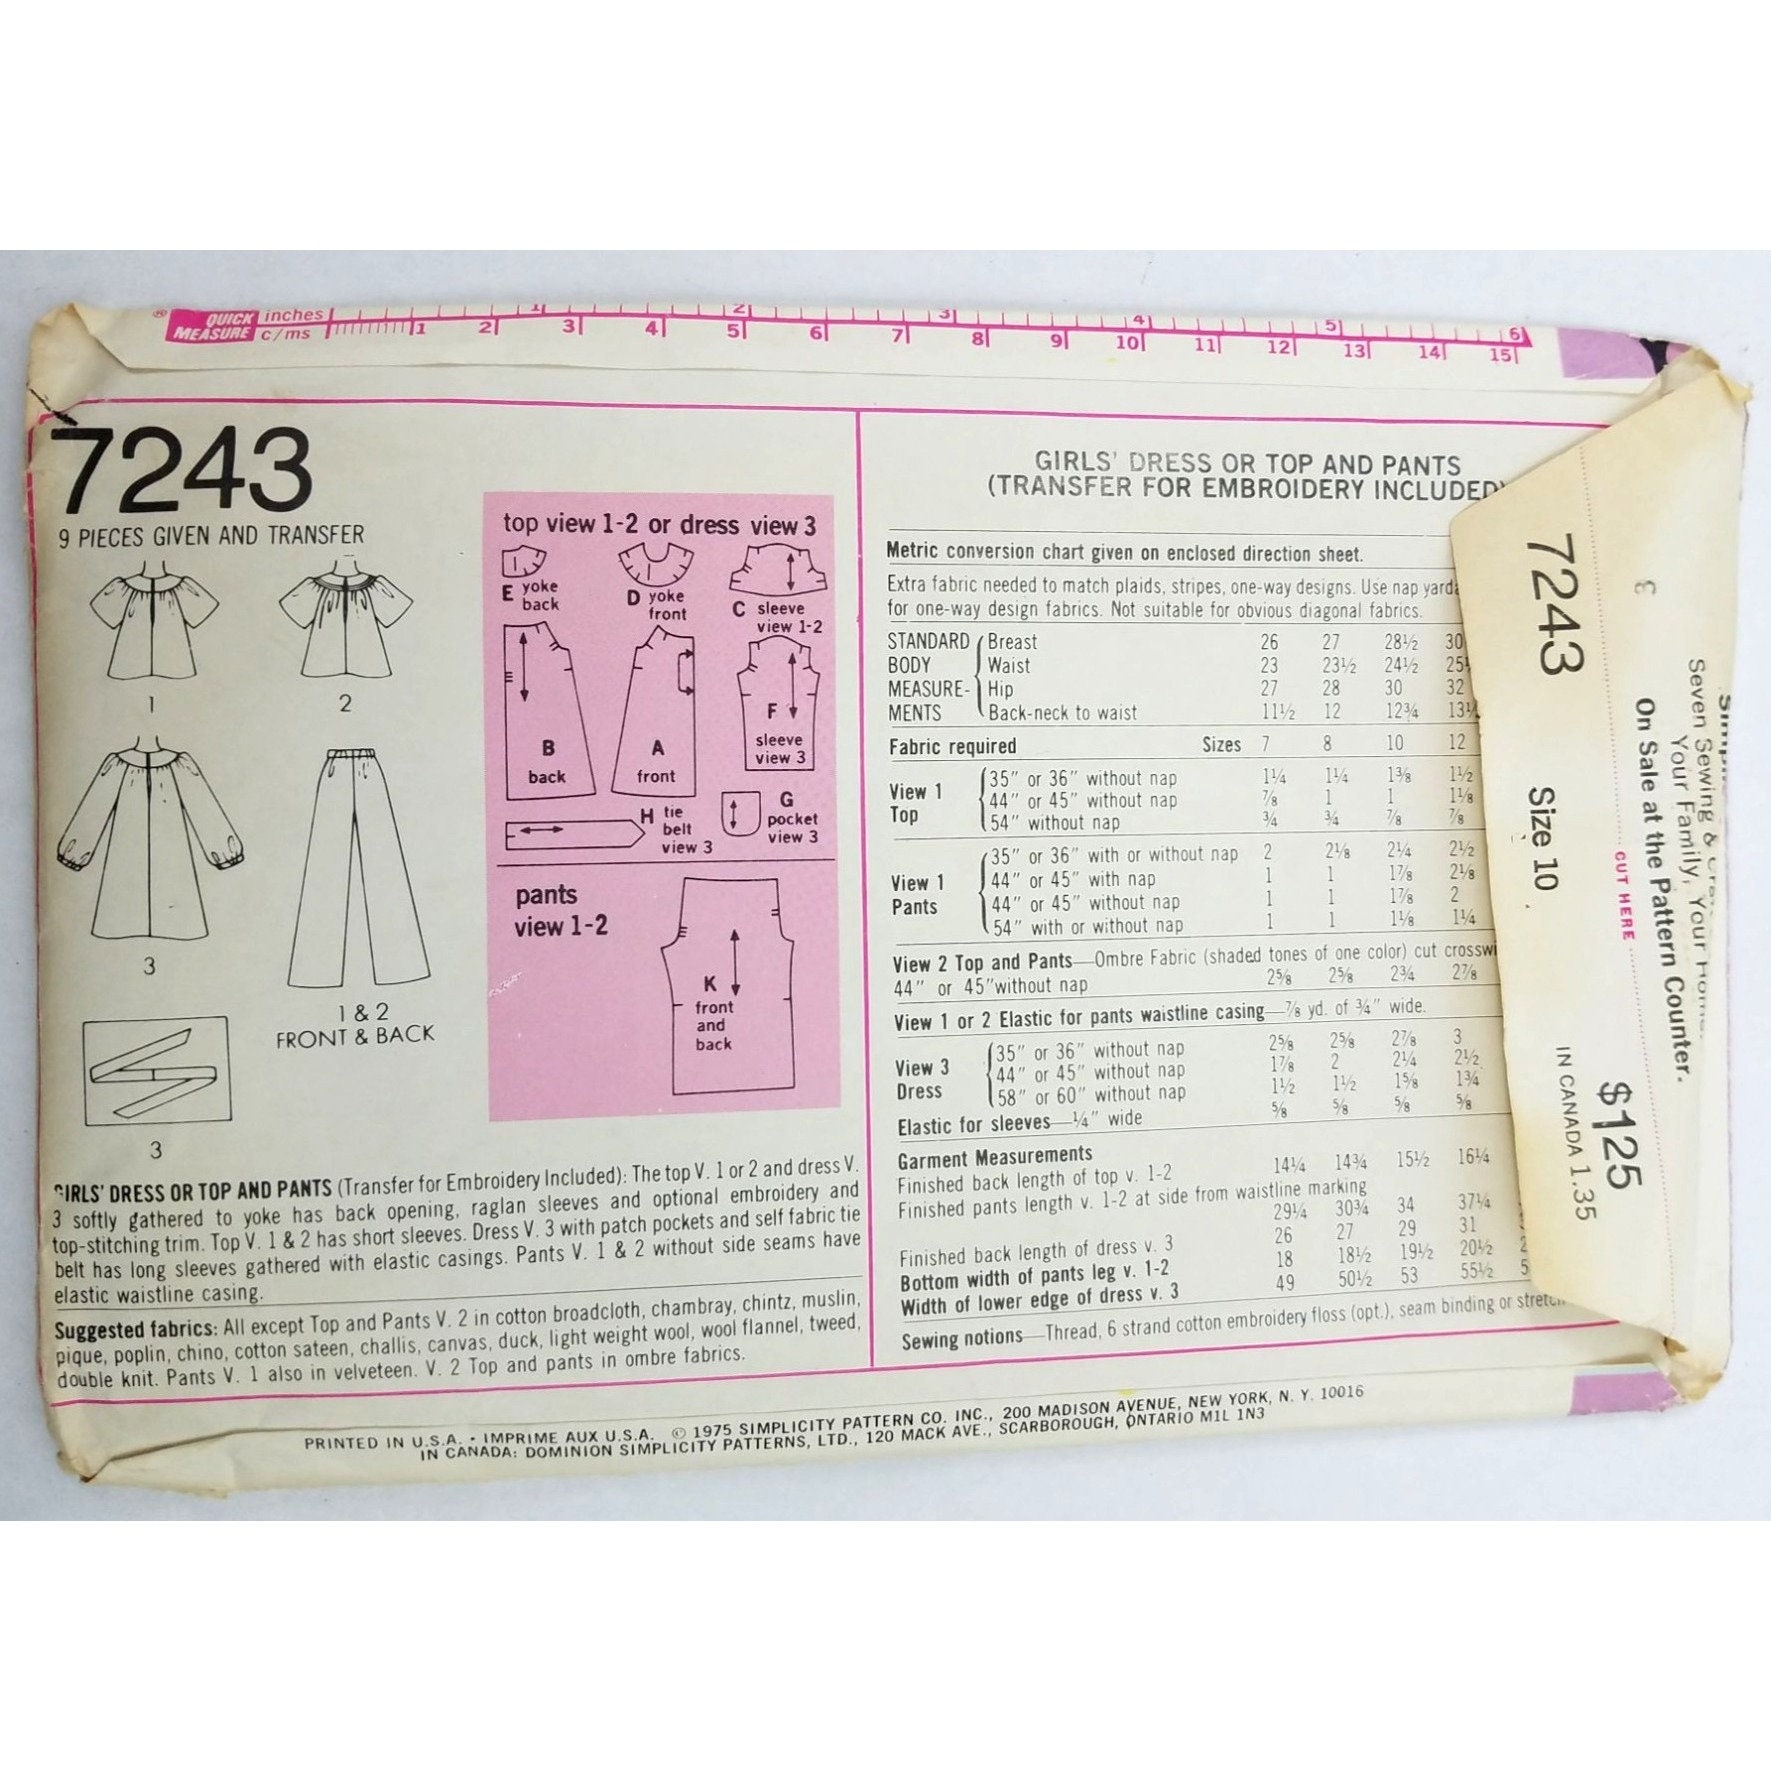 QUICK MEASURE inches
c/ms
1 2 3 4 5 6
1 2 3 4 5 6 7 8 9 10 11 12 13 14 15
7243
9 PIECES GIVEN AND TRANSFER
1
2
3
1 & 2
FRONT & BACK
3
top view 1-2 or dress view 3
E yoke back
D yoke front
C sleeve view 1-2
B back
A front
F sleeve view 3
H tie belt view 3
G pocket view 3
pants
view 1-2
K front and back
GIRLS' DRESS OR TOP AND PANTS (Transfer for Embroidery Included): The top V. 1 or 2 and dress V.
3 softly gathered to yoke has back opening, raglan sleeves and optional embroidery and
top-stitching trim. Top V. 1 & 2 has short sleeves. Dress V. 3 with patch pockets and self fabric tie
belt has long sleeves gathered with elastic casings. Pants V. 1 & 2 without side seams have
elastic waistline casing.
Suggested fabrics: All except Top and Pants V. 2 in cotton broadcloth, chambray, chintz, muslin,
pique, poplin, chino, cotton sateen, challis, canvas, duck, light weight wool, wool flannel, tweed,
double knit. Pants V. 1 also in velveteen. V. 2 Top and pants in ombre fabrics.
GIRLS' DRESS OR TOP AND PANTS
(TRANSFER FOR EMBROIDERY INCLUDED)
Metric conversion chart given on enclosed direction sheet.
Extra fabric needed to match plaids, stripes, one-way designs. Use nap yarda
for one-way design fabrics. Not suitable for obvious diagonal fabrics.
STANDARD Breast 26 27 28½ 30
BODY Waist 23 23½ 24½ 25
MEASURE- Hip 27 28 30 32
MENTS Back-neck to waist 11½ 12 12¾ 13
Fabric required Sizes 7 8 10 12
View 1 35" or 36" without nap 1¼ 1¼ 1⅜ 1½
Top 44" or 45" without nap ⅞ 1 1 1⅛
54" without nap ¾ ¾ ⅞ ⅞
35" or 36" with or without nap 2 2⅛ 2¼ 2½
View 1 44" or 45" with nap 1 1 1⅞ 2⅛
Pants 44" or 45" without nap 1 1 1⅞ 2
54" with or without nap 1 1 1⅛ 1¼
View 2 Top and Pants—Ombre Fabric (shaded tones of one color) cut crosswi
44" or 45"without nap 2⅝ 2⅝ 2¾ 2⅞
View 1 or 2 Elastic for pants waistline casing—⅞ yd. of ¾" wide.
35" or 36" without nap 2⅝ 2⅝ 2⅞ 3
View 3 44" or 45" without nap 1⅞ 2 2¼ 2½
Dress 58" or 60" without nap 1½ 1½ 1⅝ 1¾
Elastic for sleeves—¼" wide ⅝ ⅝ ⅝ ⅝
Garment Measurements
Finished back length of top v. 1-2 14¼ 14¾ 15½ 16¼
Finished pants length v. 1-2 at side from waistline marking
29¼ 30¾ 34 37¼
Finished back length of dress v. 3 26 27 29 31
Bottom width of pants leg v. 1-2 18 18½ 19½ 20½
Width of lower edge of dress v. 3 49 50½ 53 55½ 5
Sewing notions—Thread, 6 strand cotton embroidery floss (opt.), seam binding or stretch
PRINTED IN U.S.A. • IMPRIME AUX U.S.A. © 1975 SIMPLICITY PATTERN CO. INC., 200 MADISON AVENUE, NEW YORK, N. Y. 10016
IN CANADA: DOMINION SIMPLICITY PATTERNS, LTD., 120 MACK AVE., SCARBOROUGH, ONTARIO M1L 1N3
7243 Size 10 IN CANADA 1.35
$125
CUT HERE
On Sale at the Pattern Counter.
Your Family, Your Home.
Seven Sewing &
3